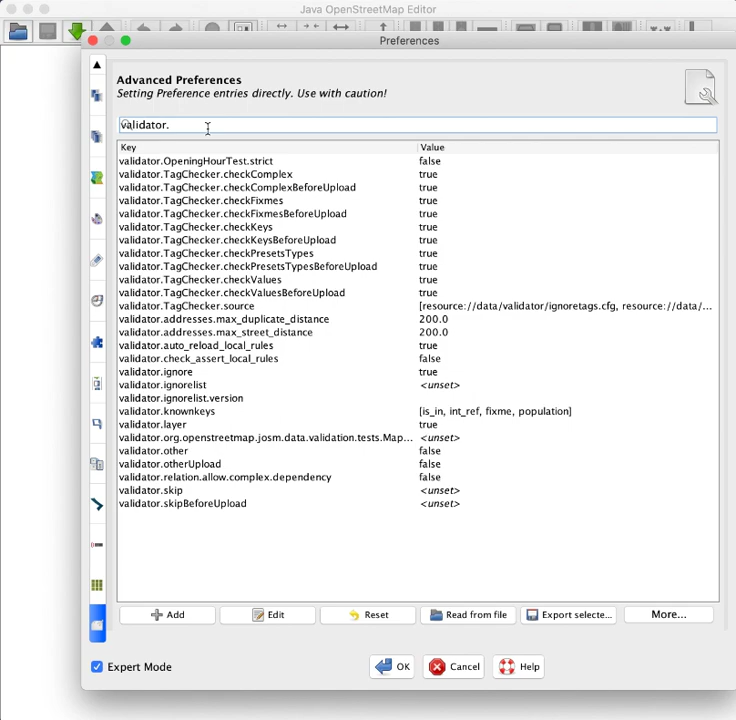 Java OpenStreetMap Editor
Preferences
Advanced Preferences
Setting Preference entries directly. Use with caution!
validator.
Key Value
validator.OpeningHourTest.strict false
validator.TagChecker.checkComplex true
validator.TagChecker.checkComplexBeforeUpload true
validator.TagChecker.checkFixmes true
validator.TagChecker.checkFixmesBeforeUpload true
validator.TagChecker.checkKeys true
validator.TagChecker.checkKeysBeforeUpload true
validator.TagChecker.checkPresetsTypes true
validator.TagChecker.checkPresetsTypesBeforeUpload true
validator.TagChecker.checkValues true
validator.TagChecker.checkValuesBeforeUpload true
validator.TagChecker.source [resource://data/validator/ignoretags.cfg, resource://data/...
validator.addresses.max_duplicate_distance 200.0
validator.addresses.max_street_distance 200.0
validator.auto_reload_local_rules true
validator.check_assert_local_rules false
validator.ignore true
validator.ignorelist <unset>
validator.ignorelist.version
validator.knownkeys [is_in, int_ref, fixme, population]
validator.layer true
validator.org.openstreetmap.josm.data.validation.tests.Map... <unset>
validator.other false
validator.otherUpload false
validator.relation.allow.complex.dependency false
validator.skip <unset>
validator.skipBeforeUpload <unset>
Add Edit Reset Read from file Export selecte... More...
Expert Mode OK Cancel Help